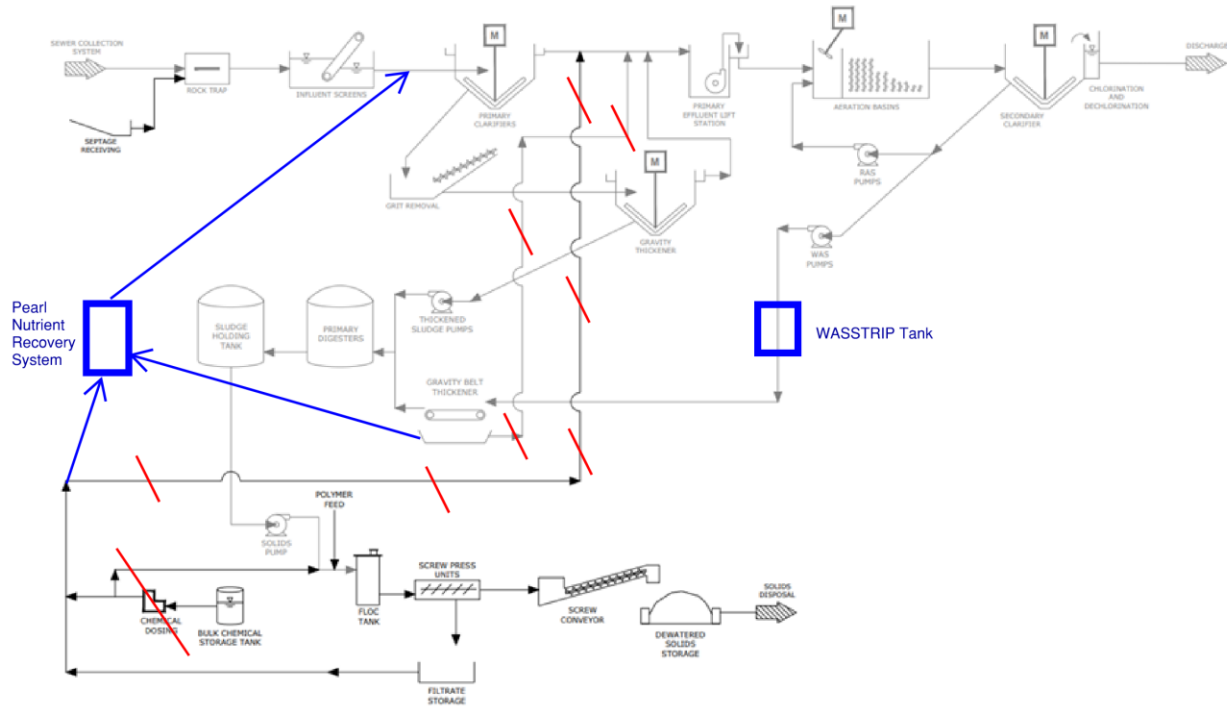 SEWER COLLECTION
SYSTEM
ROCK TRAP
SEPTAGE
RECEIVING
INFLUENT SCREENS
M
PRIMARY
CLARIFIERS
GRIT REMOVAL
M
GRAVITY
THICKENER
PRIMARY
EFFLUENT LIFT
STATION
M
AERATION BASINS
M
SECONDARY
CLARIFIER
CHLORINATION
AND
DECHLORINATION
DISCHARGE
RAS
PUMPS
WAS
PUMPS
WASSTRIP Tank
Pearl
Nutrient
Recovery
System
SLUDGE
HOLDING
TANK
PRIMARY
DIGESTERS
THICKENED
SLUDGE PUMPS
GRAVITY BELT
THICKENER
POLYMER
FEED
SOLIDS
PUMP
CHEMICAL
DOSING
BULK CHEMICAL
STORAGE TANK
FLOC
TANK
SCREW PRESS
UNITS
FILTRATE
STORAGE
SCREW
CONVEYOR
DEWATERED
SOLIDS
STORAGE
SOLIDS
DISPOSAL